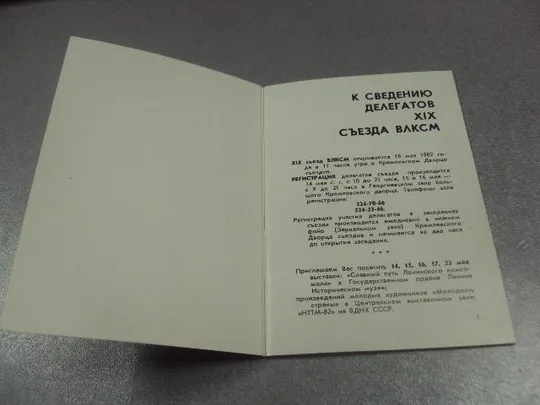 К СВЕДЕНИЮ
ДЕЛЕГАТОВ
XIX
СЪЕЗДА ВЛКСМ
XIX съезд ВЛКСМ открывается 18 мая 1982 го-
да в 11 часов утра в Кремлевском Дворце
съездов.
РЕГИСТРАЦИЯ делегатов съезда производится
14 мая с. г. с 10 до 21 часа, 15 и 16 мая —
с 9 до 21 часа в Георгиевском зале Боль-
шого Кремлевского дворца. Телефоны зала
регистрации:
224-70-66
224-33-46.
Регистрация участия делегатов в заседаниях
съезда производится ежедневно в нижнем
фойе (Зеркальном зале) Кремлевского
Дворца съездов и начинается за два часа
до открытия заседания.
* * *
Приглашаем Вас посетить 14, 15, 16, 17, 22 мая
выставки: «Славный путь Ленинского комсо-
мола» в Государственном ордена Ленина
Историческом музее;
произведений молодых художников «Молодость
страны» в Центральном выставочном зале;
«НТТМ-82» на ВДНХ СССР.